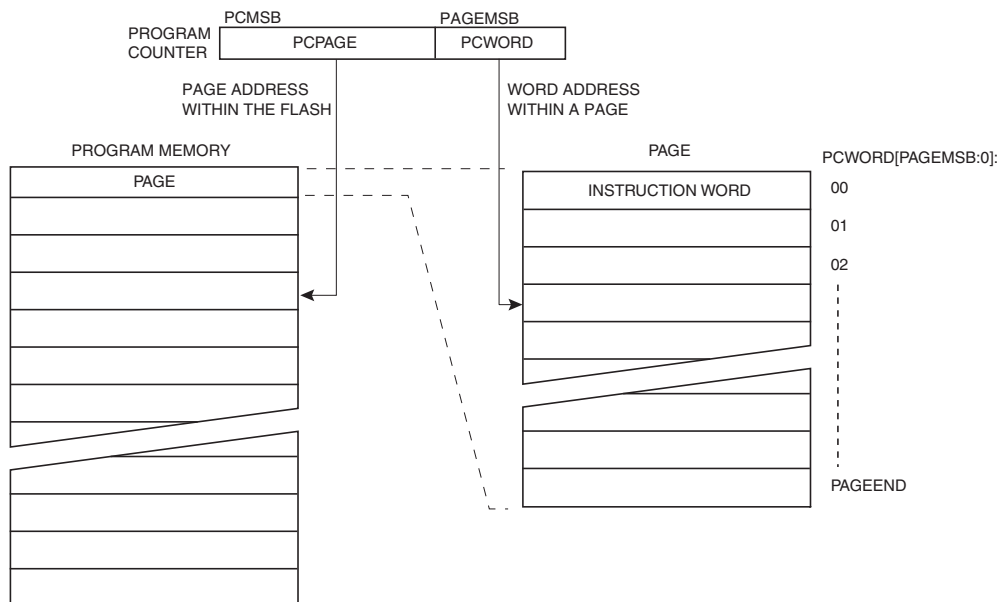 PCMSB
PAGEMSB
PROGRAM
COUNTER
PCPAGE
PCWORD
PAGE ADDRESS
WITHIN THE FLASH
WORD ADDRESS
WITHIN A PAGE
PROGRAM MEMORY
PAGE
PAGE
INSTRUCTION WORD
PCWORD[PAGEMSB:0]:
00
01
02
PAGEEND